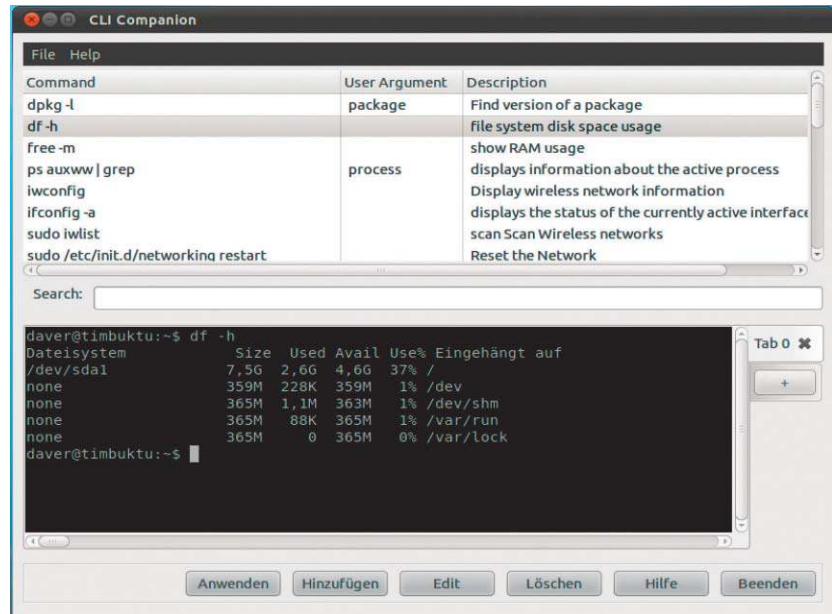 CLI Companion
File Help
Command User Argument Description
dpkg -l package Find version of a package
df -h file system disk space usage
free -m show RAM usage
ps auxww | grep process displays information about the active process
iwconfig Display wireless network information
ifconfig -a displays the status of the currently active interface
sudo iwlist scan Scan Wireless networks
sudo /etc/init.d/networking restart Reset the Network
Search:
daver@timbuktu:~$ df -h
Dateisystem Size Used Avail Use% Eingehängt auf
/dev/sda1 7,5G 2,6G 4,6G 37% /
none 359M 228K 359M 1% /dev
none 365M 1,1M 363M 1% /dev/shm
none 365M 88K 365M 1% /var/run
none 365M 0 365M 0% /var/lock
daver@timbuktu:~$
Tab 0
+
Anwenden Hinzufügen Edit Löschen Hilfe Beenden